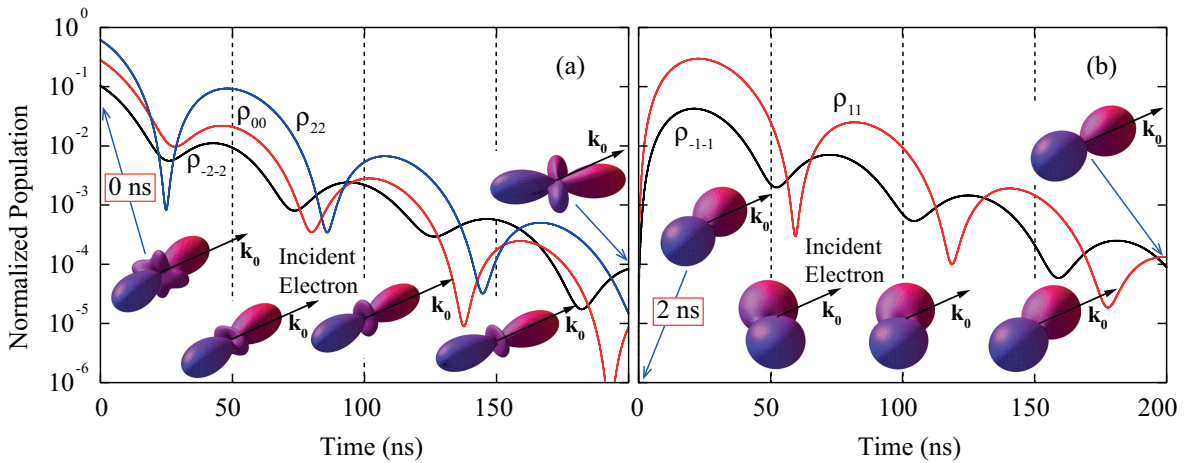 Normalized Population
10⁰
10⁻¹
10⁻²
10⁻³
10⁻⁴
10⁻⁵
10⁻⁶
(a)
ρ₀₀
ρ₂₂
ρ₋₂₋₂
k₀
0 ns
k₀
Incident
Electron
k₀
k₀
k₀
0
50
100
150
Time (ns)
(b)
ρ₁₁
ρ₋₁₋₁
k₀
k₀
Incident
Electron
2 ns
k₀
k₀
k₀
0
50
100
150
200
Time (ns)